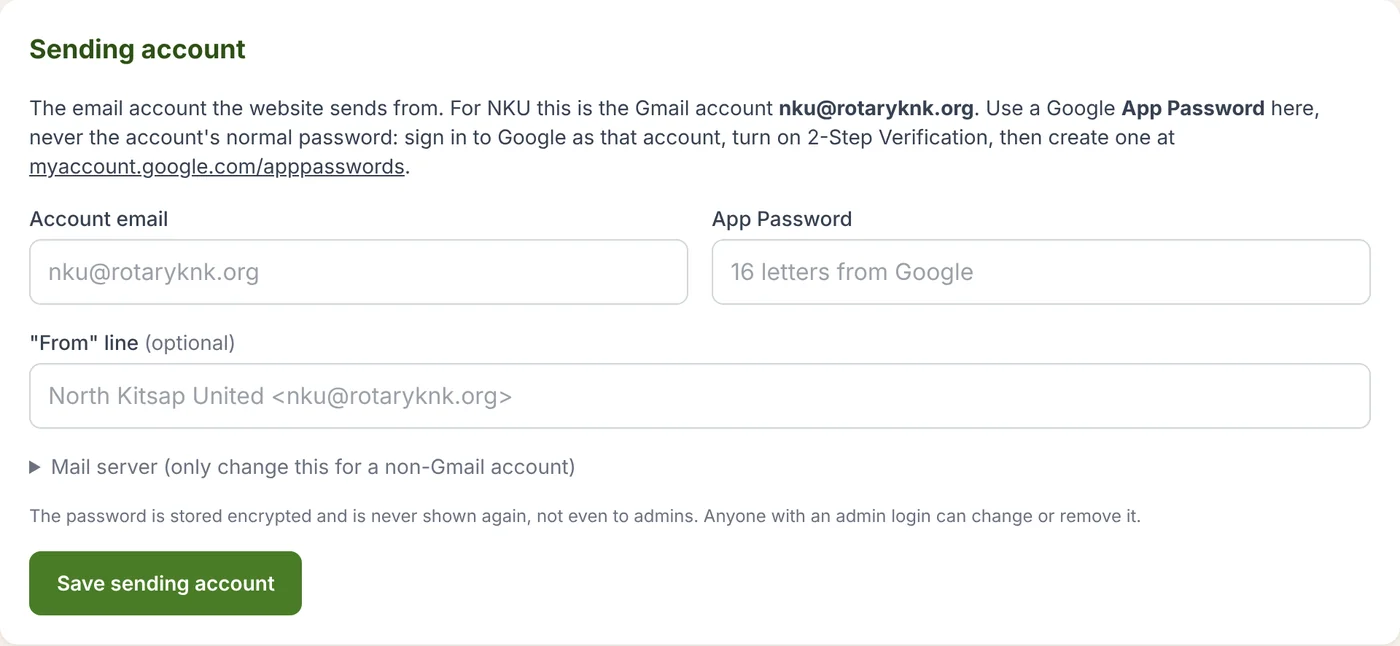 Sending account
The email account the website sends from. For NKU this is the Gmail account nku@rotaryknk.org. Use a Google App Password here,
never the account's normal password: sign in to Google as that account, turn on 2-Step Verification, then create one at
myaccount.google.com/apppasswords.
Account email
App Password
nku@rotaryknk.org
16 letters from Google
"From" line (optional)
North Kitsap United <nku@rotaryknk.org>
Mail server (only change this for a non-Gmail account)
The password is stored encrypted and is never shown again, not even to admins. Anyone with an admin login can change or remove it.
Save sending account